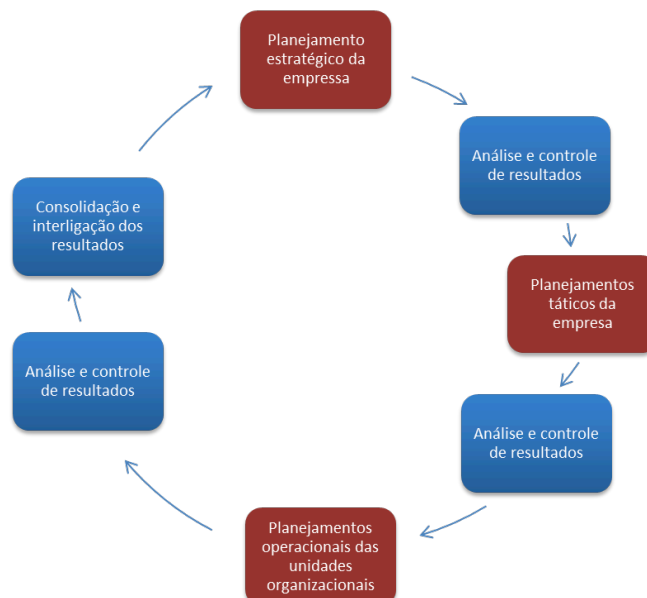 Planejamento
estratégico da
empressa
Análise e controle
de resultados
Planejamentos
táticos da
empresa
Análise e controle
de resultados
Planejamentos
operacionais das
unidades
organizacionais
Análise e controle
de resultados
Consolidação e
interligação dos
resultados